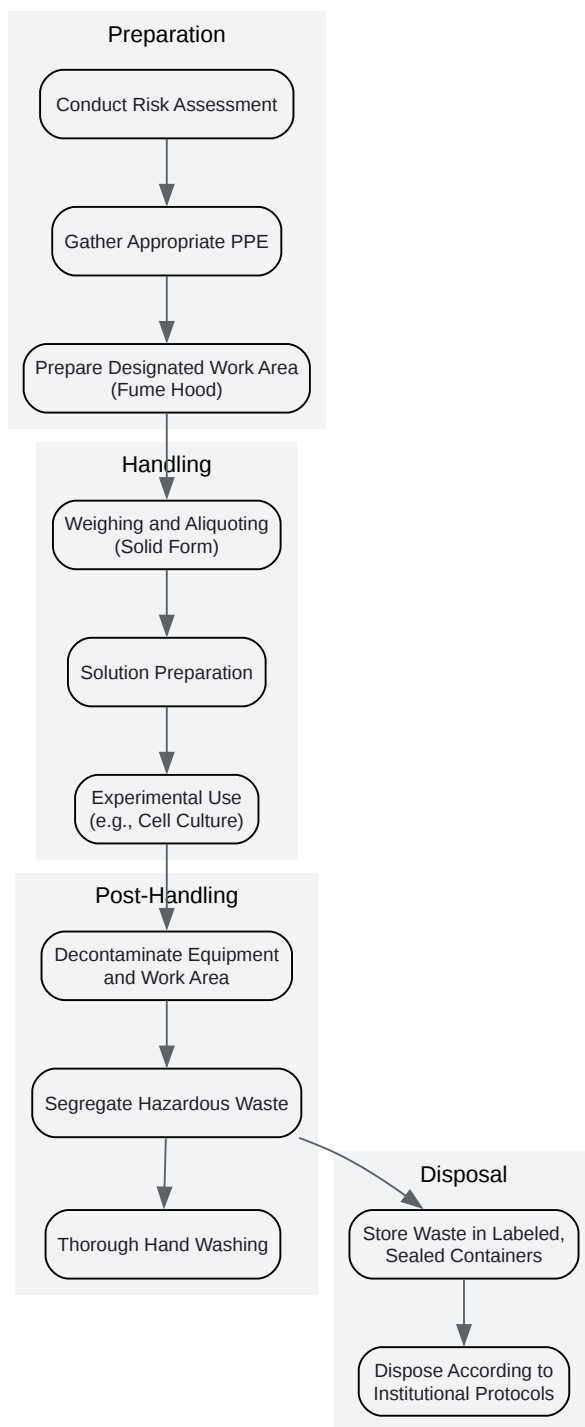 Preparation
Conduct Risk Assessment
Gather Appropriate PPE
Prepare Designated Work Area
(Fume Hood)
Handling
Weighing and Aliquoting
(Solid Form)
Solution Preparation
Experimental Use
(e.g., Cell Culture)
Post-Handling
Decontaminate Equipment
and Work Area
Segregate Hazardous Waste
Thorough Hand Washing
Disposal
Store Waste in Labeled,
Sealed Containers
Dispose According to
Institutional Protocols